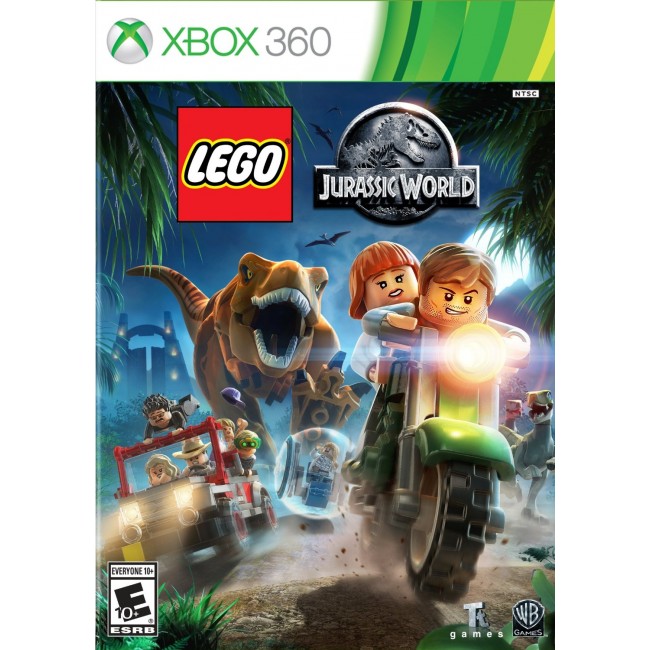 XBOX 360
NTSC
LEGO
JURASSIC WORLD
EVERYONE 10+
E
10+
ESRB
TT
games
WB
GAMES